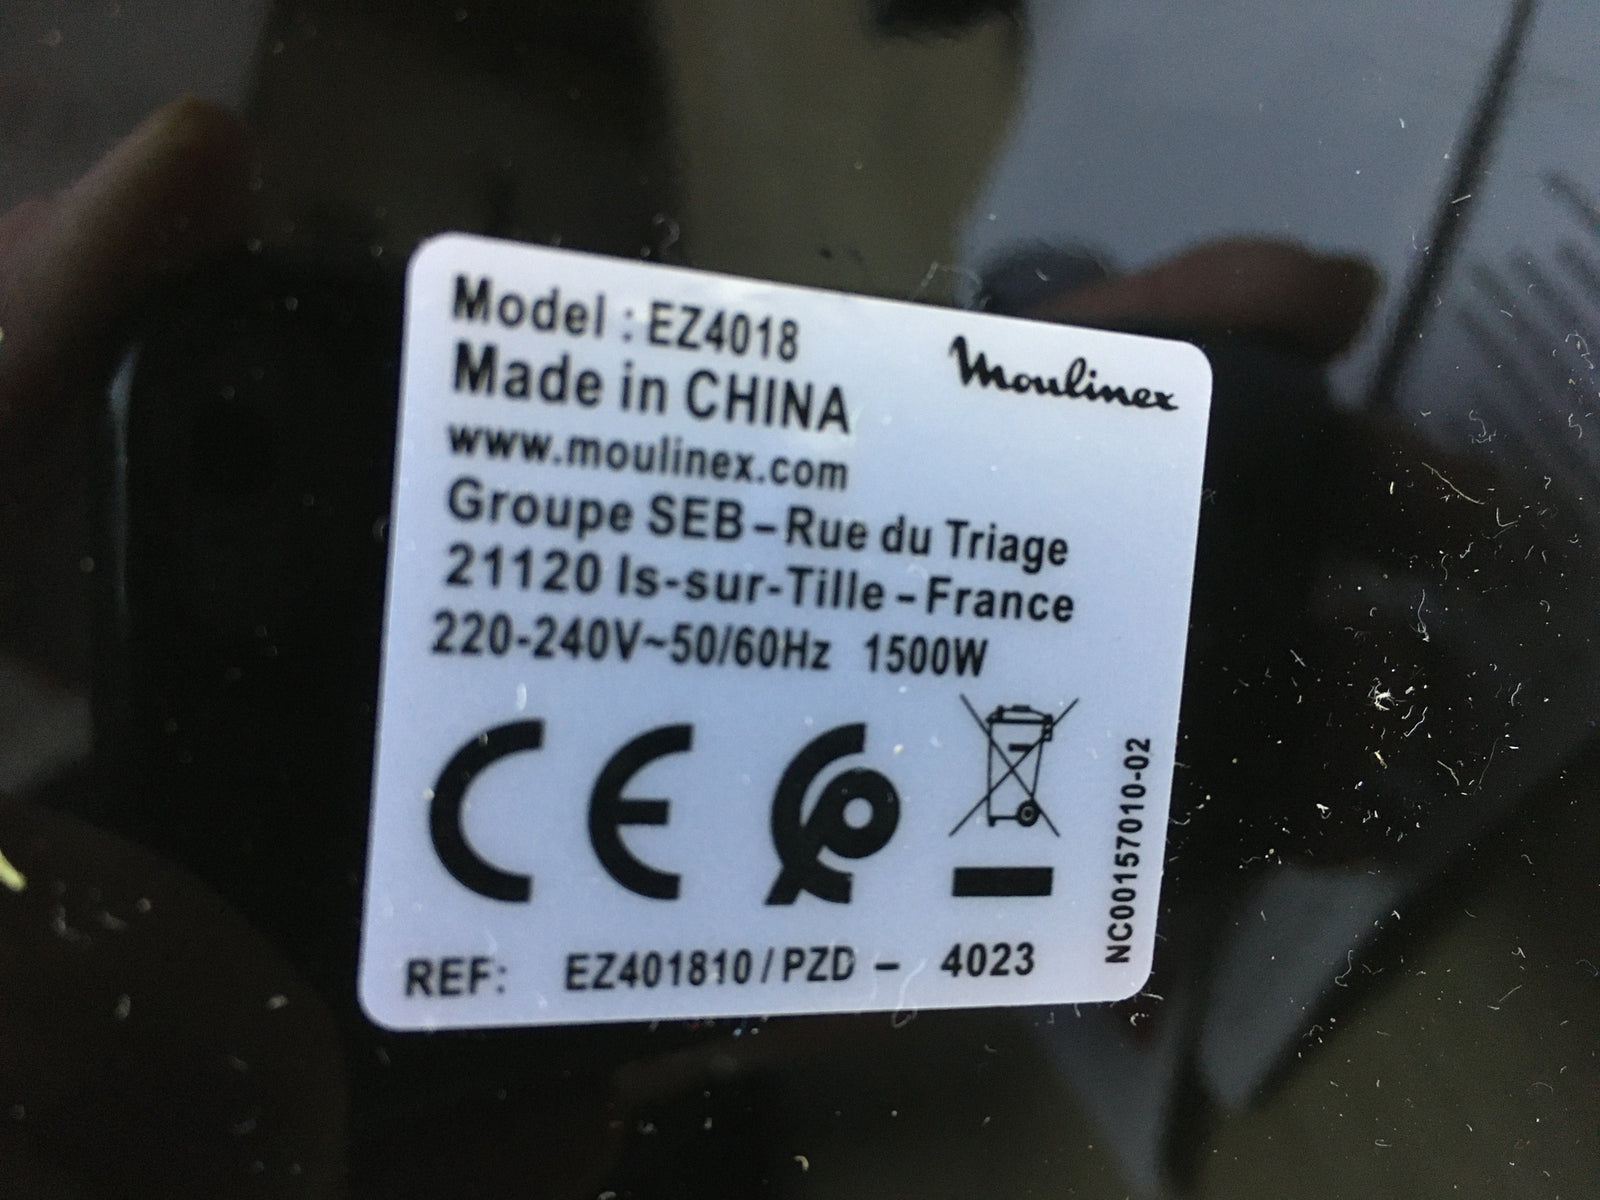 Model : EZ4018
Moulinex
Made in CHINA
www.moulinex.com
Groupe SEB – Rue du Triage
21120 Is-sur-Tille – France
220-240V~50/60Hz 1500W
CE
NC00157010-02
REF: EZ401810 / PZD – 4023